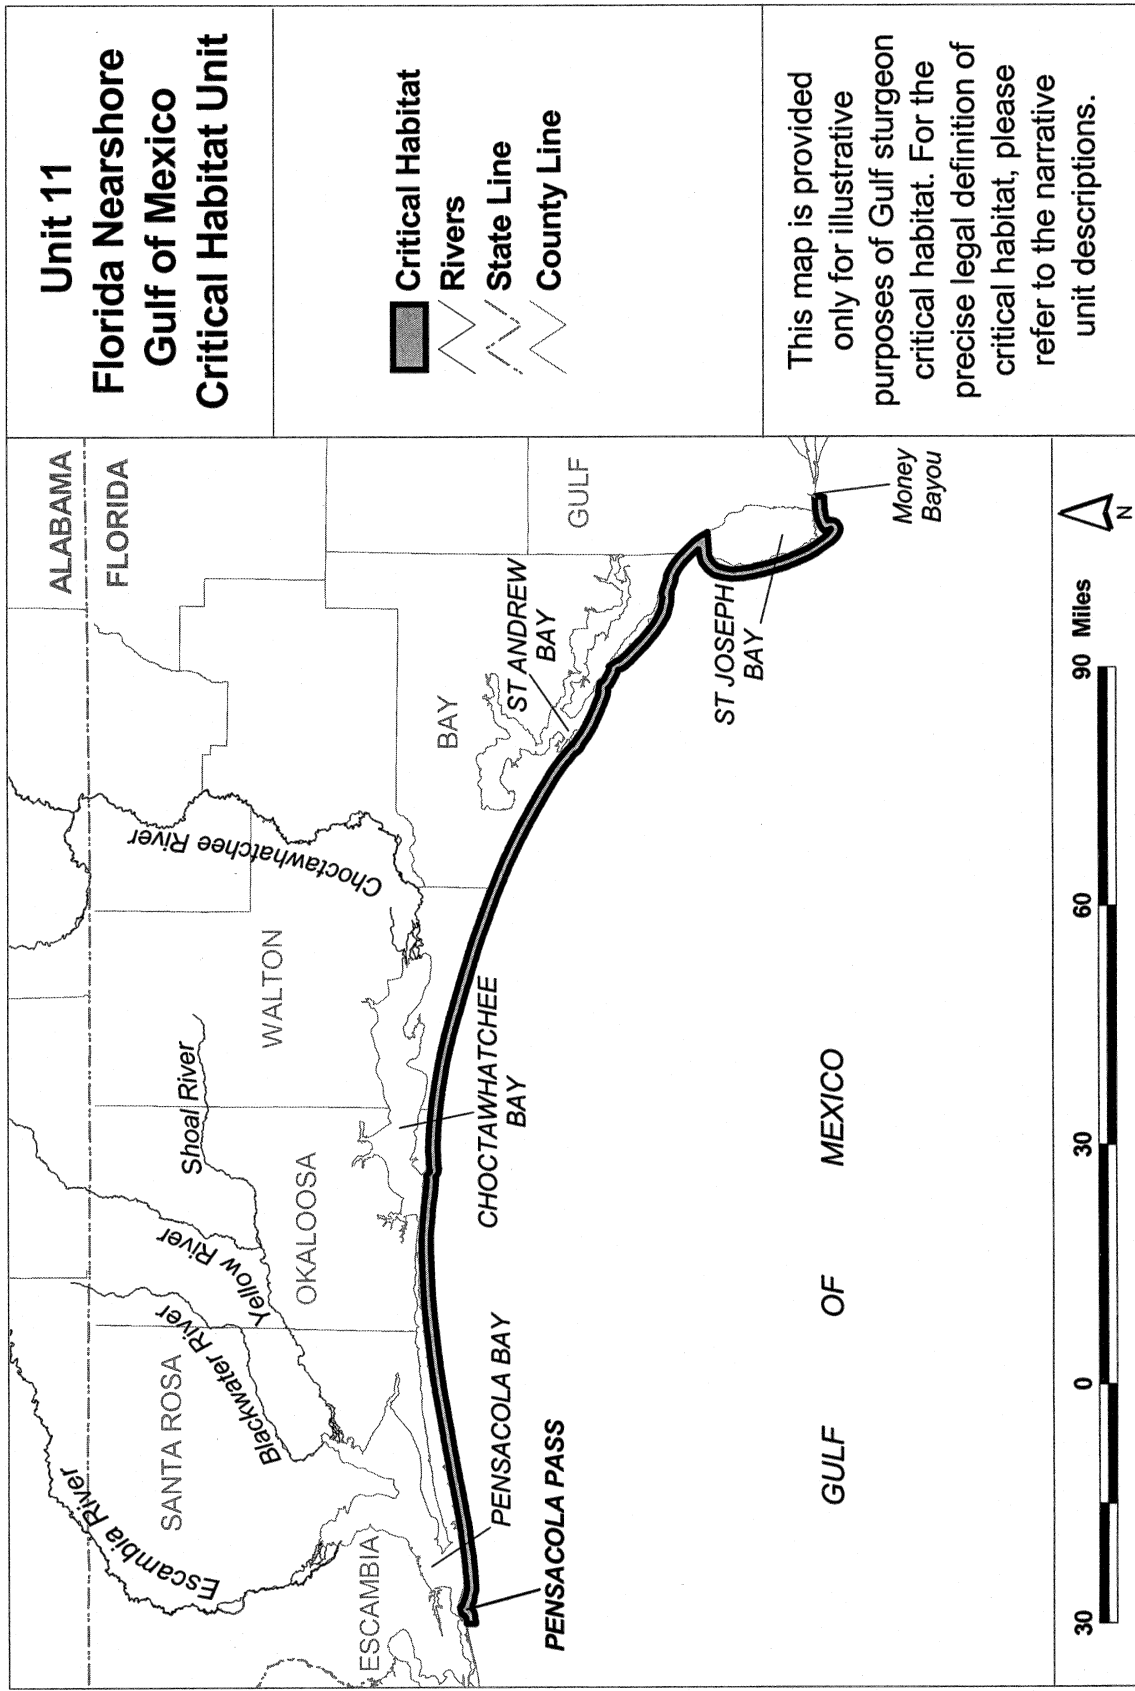 Unit 11
Florida Nearshore
Gulf of Mexico
Critical Habitat Unit
Critical Habitat
Rivers
State Line
County Line
This map is provided
only for illustrative
purposes of Gulf sturgeon
critical habitat. For the
precise legal definition of
critical habitat, please
refer to the narrative
unit descriptions.
ALABAMA
FLORIDA
Escambia River
SANTA ROSA
Blackwater River
Yellow River
Shoal River
OKALOOSA
WALTON
Choctawhatchee River
BAY
GULF
ESCAMBIA
PENSACOLA BAY
PENSACOLA PASS
CHOCTAWHATCHEE
BAY
ST ANDREW
BAY
ST JOSEPH
BAY
Money
Bayou
GULF OF MEXICO
30 0 30 60 90 Miles
N